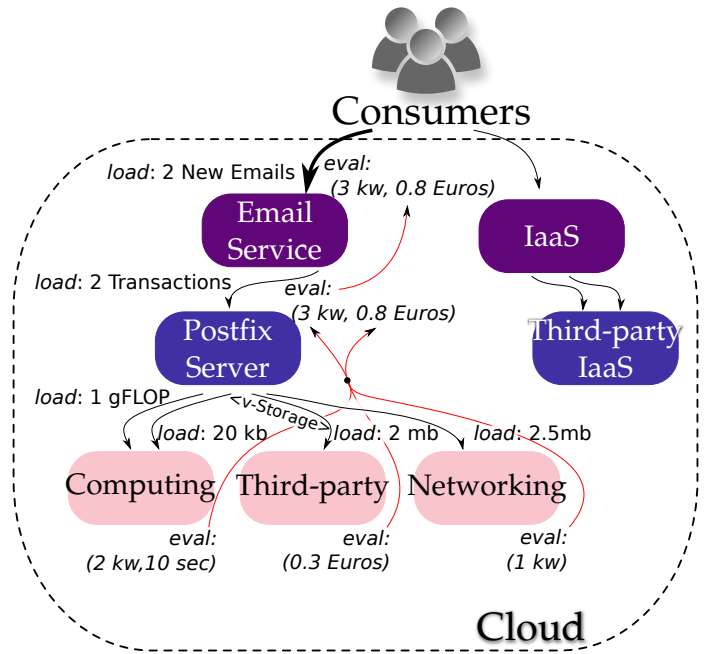 Consumers
load: 2 New Emails
eval:
(3 kw, 0.8 Euros)
Email
Service
IaaS
load: 2 Transactions
eval:
(3 kw, 0.8 Euros)
Postfix
Server
Third-party
IaaS
load: 1 gFLOP
<v-Storage>
load: 20 kb
load: 2 mb
load: 2.5mb
Computing
Third-party
Networking
eval:
(2 kw,10 sec)
eval:
(0.3 Euros)
eval:
(1 kw)
Cloud